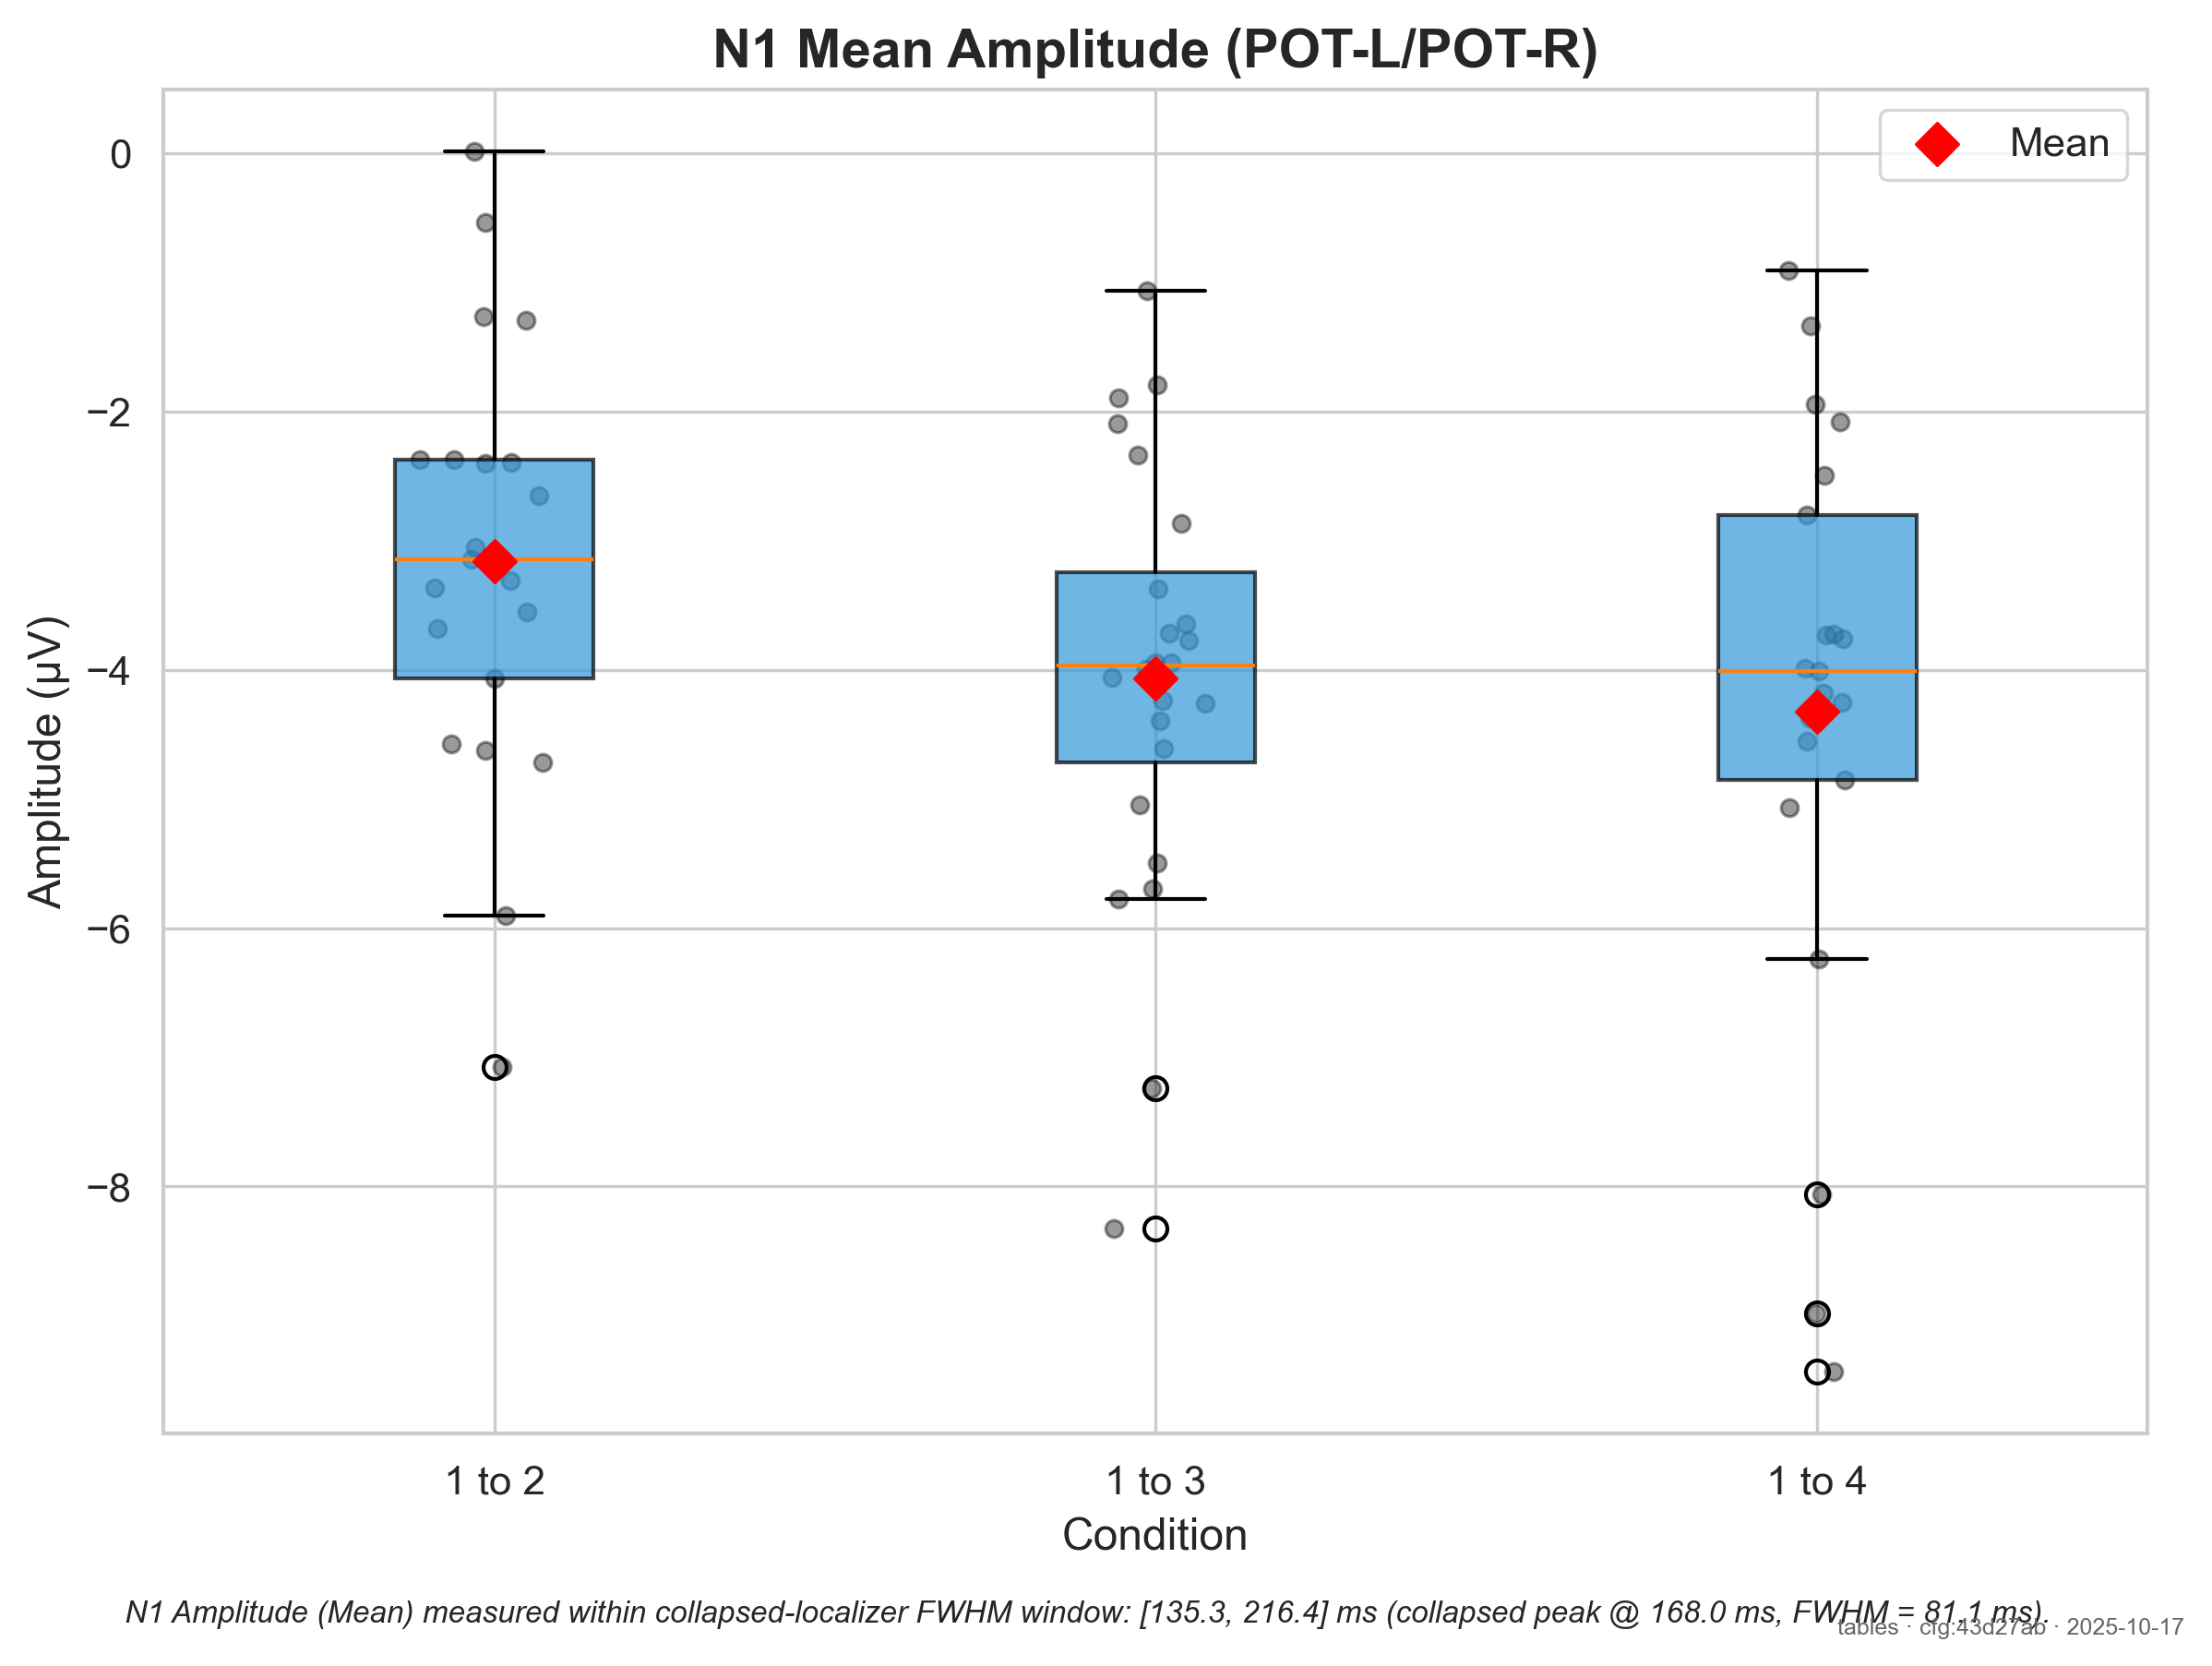 N1 Mean Amplitude (POT-L/POT-R)
Mean
0
−2
−4
−6
−8
Amplitude (µV)
1 to 2
1 to 3
1 to 4
Condition
N1 Amplitude (Mean) measured within collapsed-localizer FWHM window: [135.3, 216.4] ms (collapsed peak @ 168.0 ms, FWHM = 81.1 ms).
tables · cfg:43d27ab · 2025-10-17